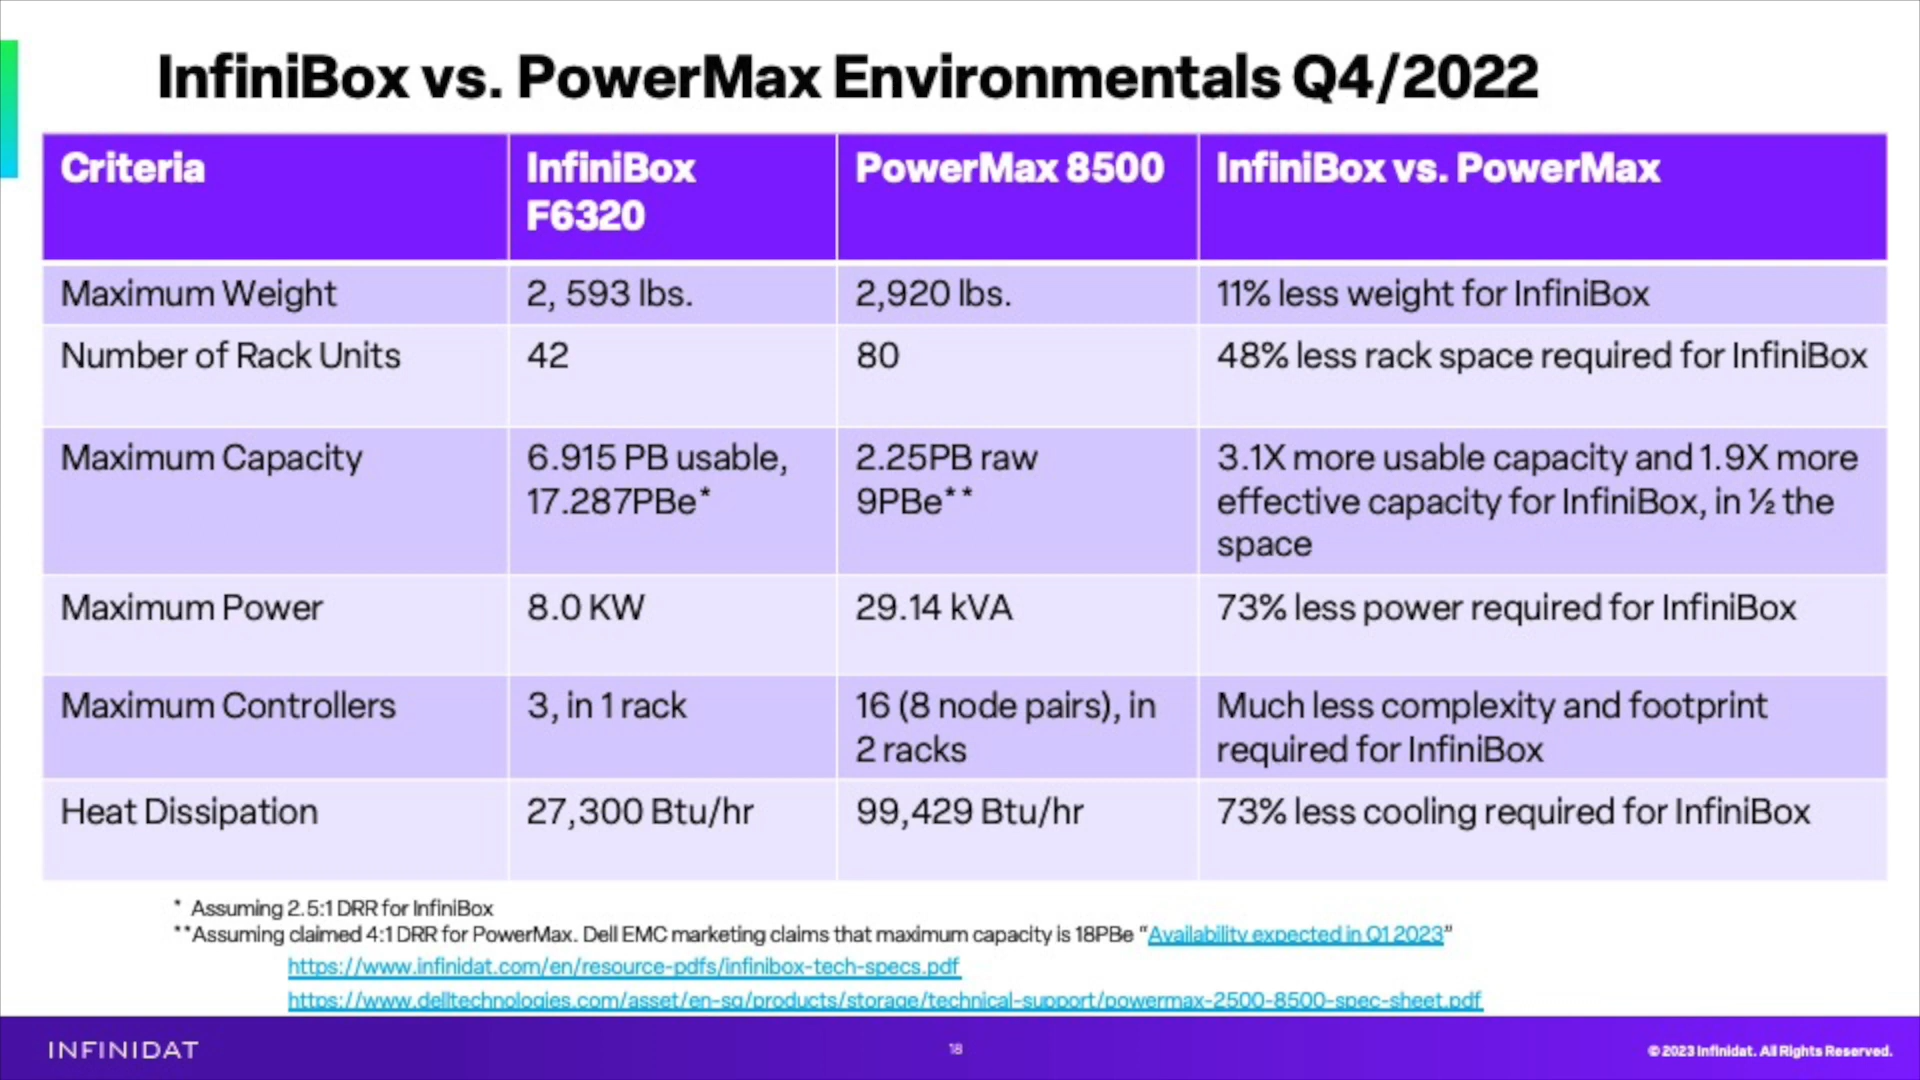 InfiniBox vs. PowerMax Environmentals Q4/2022
Criteria
InfiniBox
F6320
PowerMax 8500
InfiniBox vs. PowerMax
Maximum Weight
2, 593 lbs.
2,920 lbs.
11% less weight for InfiniBox
Number of Rack Units
42
80
48% less rack space required for InfiniBox
Maximum Capacity
6.915 PB usable,
17.287PBe*
2.25PB raw
9PBe**
3.1X more usable capacity and 1.9X more
effective capacity for InfiniBox, in ½ the
space
Maximum Power
8.0 KW
29.14 kVA
73% less power required for InfiniBox
Maximum Controllers
3, in 1 rack
16 (8 node pairs), in
2 racks
Much less complexity and footprint
required for InfiniBox
Heat Dissipation
27,300 Btu/hr
99,429 Btu/hr
73% less cooling required for InfiniBox
* Assuming 2.5:1 DRR for InfiniBox
**Assuming claimed 4:1 DRR for PowerMax. Dell EMC marketing claims that maximum capacity is 18PBe “Availability expected in Q1 2023”
https://www.infinidat.com/en/resource-pdfs/infinibox-tech-specs.pdf
https://www.delltechnologies.com/asset/en-sg/products/storage/technical-support/powermax-2500-8500-spec-sheet.pdf
INFINIDAT
18
© 2023 Infinidat. All Rights Reserved.